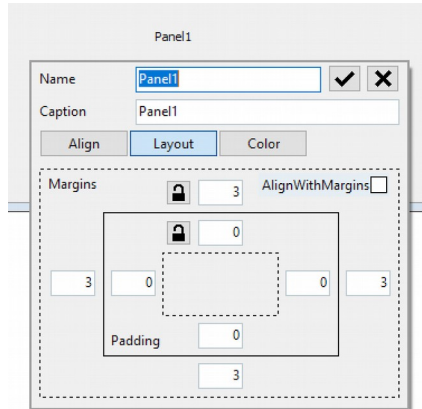 Panel1
Name Panel1
Caption Panel1
Align Layout Color
Margins 3 AlignWithMargins
0
3 0 0 3
Padding 0
3